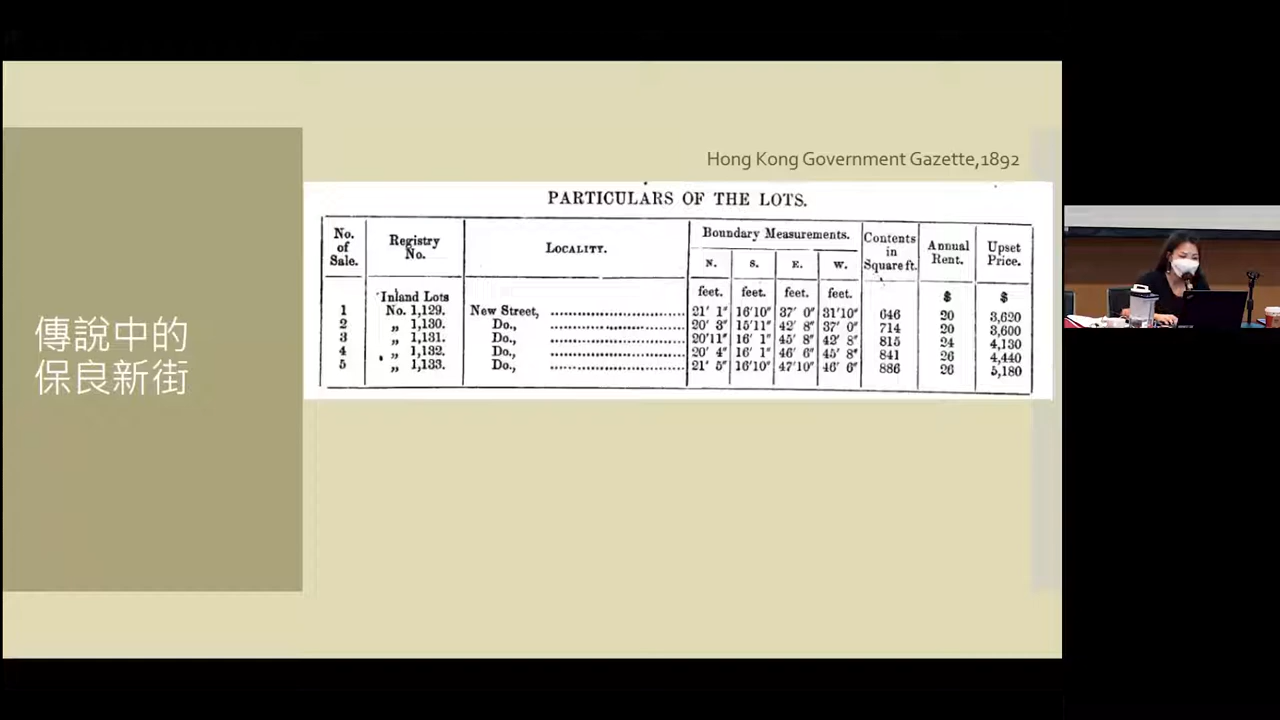 Hong Kong Government Gazette,1892
PARTICULARS OF THE LOTS.
No. of Sale. Registry No. LOCALITY. Boundary Measurements. Contents in Square ft. Annual Rent. Upset Price.
N. S. E. W.
feet. feet. feet. feet. $ $
Inland Lots
1 No. 1,129. New Street, 21' 1" 16'10" 37' 0" 31'10" 646 20 3,620
2 „ 1,130. Do., 20' 3" 15'11" 42' 8" 37' 0" 714 20 3,600
3 „ 1,131. Do., 20'11" 16' 1" 45' 8" 42' 8" 815 24 4,130
4 „ 1,132. Do., 20' 4" 16' 1" 46' 6" 45' 8" 841 26 4,440
5 „ 1,133. Do., 21' 5" 16'10" 47'10" 46' 6" 886 26 5,180
傳說中的
保良新街